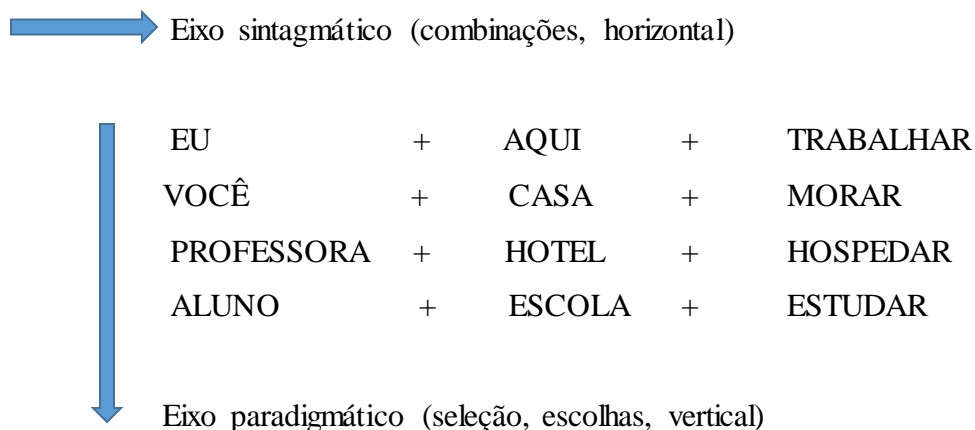 Eixo sintagmático (combinações, horizontal)
EU + AQUI + TRABALHAR
VOCÊ + CASA + MORAR
PROFESSORA + HOTEL + HOSPEDAR
ALUNO + ESCOLA + ESTUDAR
Eixo paradigmático (seleção, escolhas, vertical)